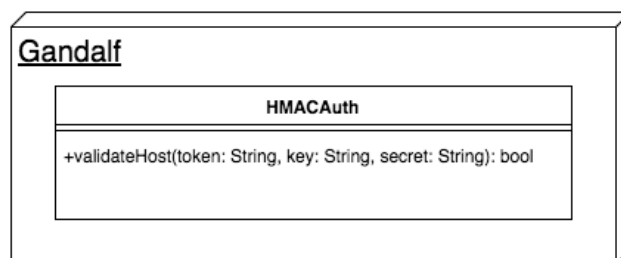 Gandalf
HMACAuth
+validateHost(token: String, key: String, secret: String): bool